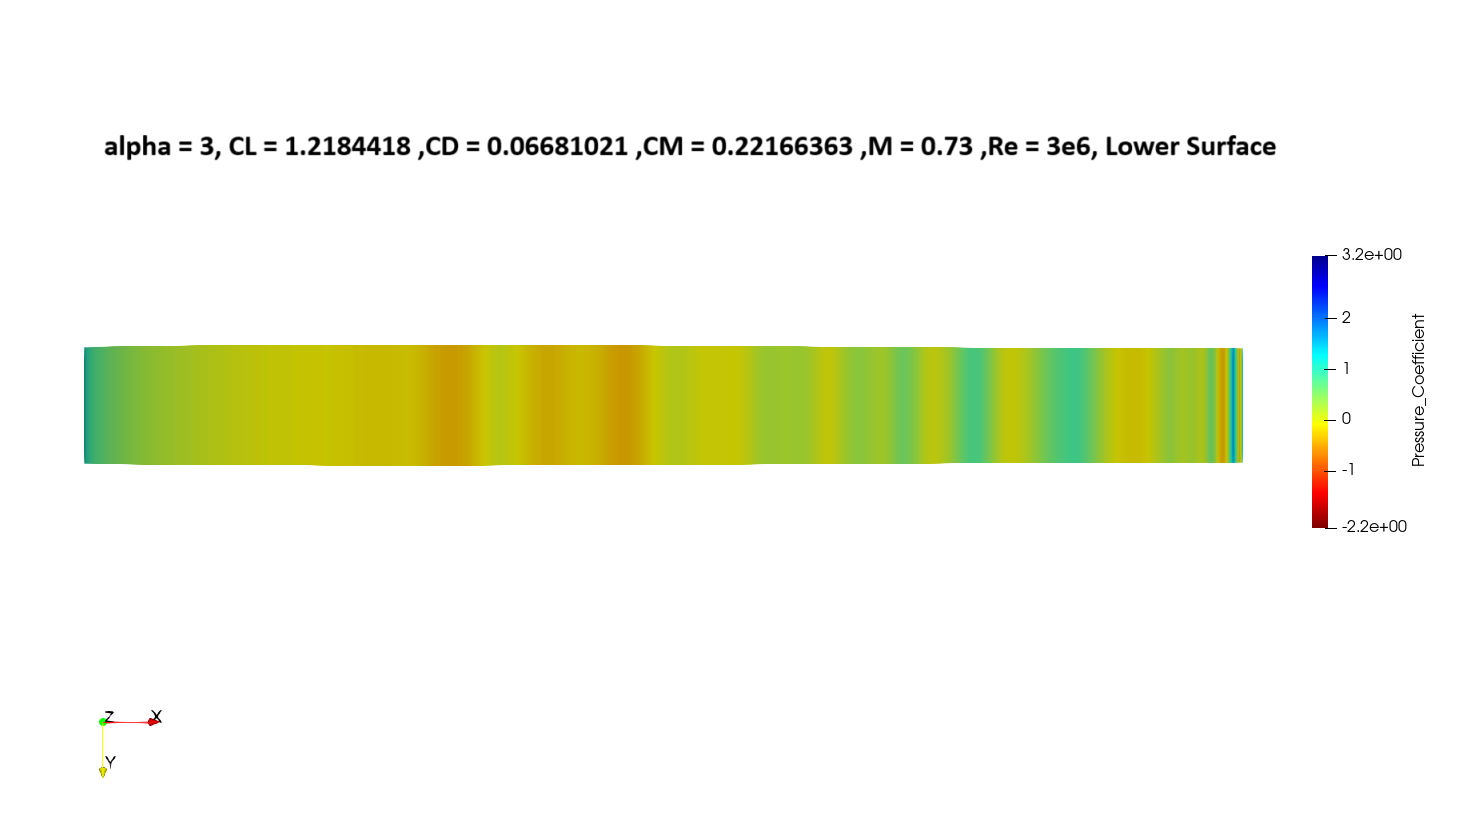 alpha = 3, CL = 1.2184418 ,CD = 0.06681021 ,CM = 0.22166363 ,M = 0.73 ,Re = 3e6, Lower Surface
3.2e+00
2
1
0
-1
-2.2e+00
Pressure_Coefficient
Z X
Y